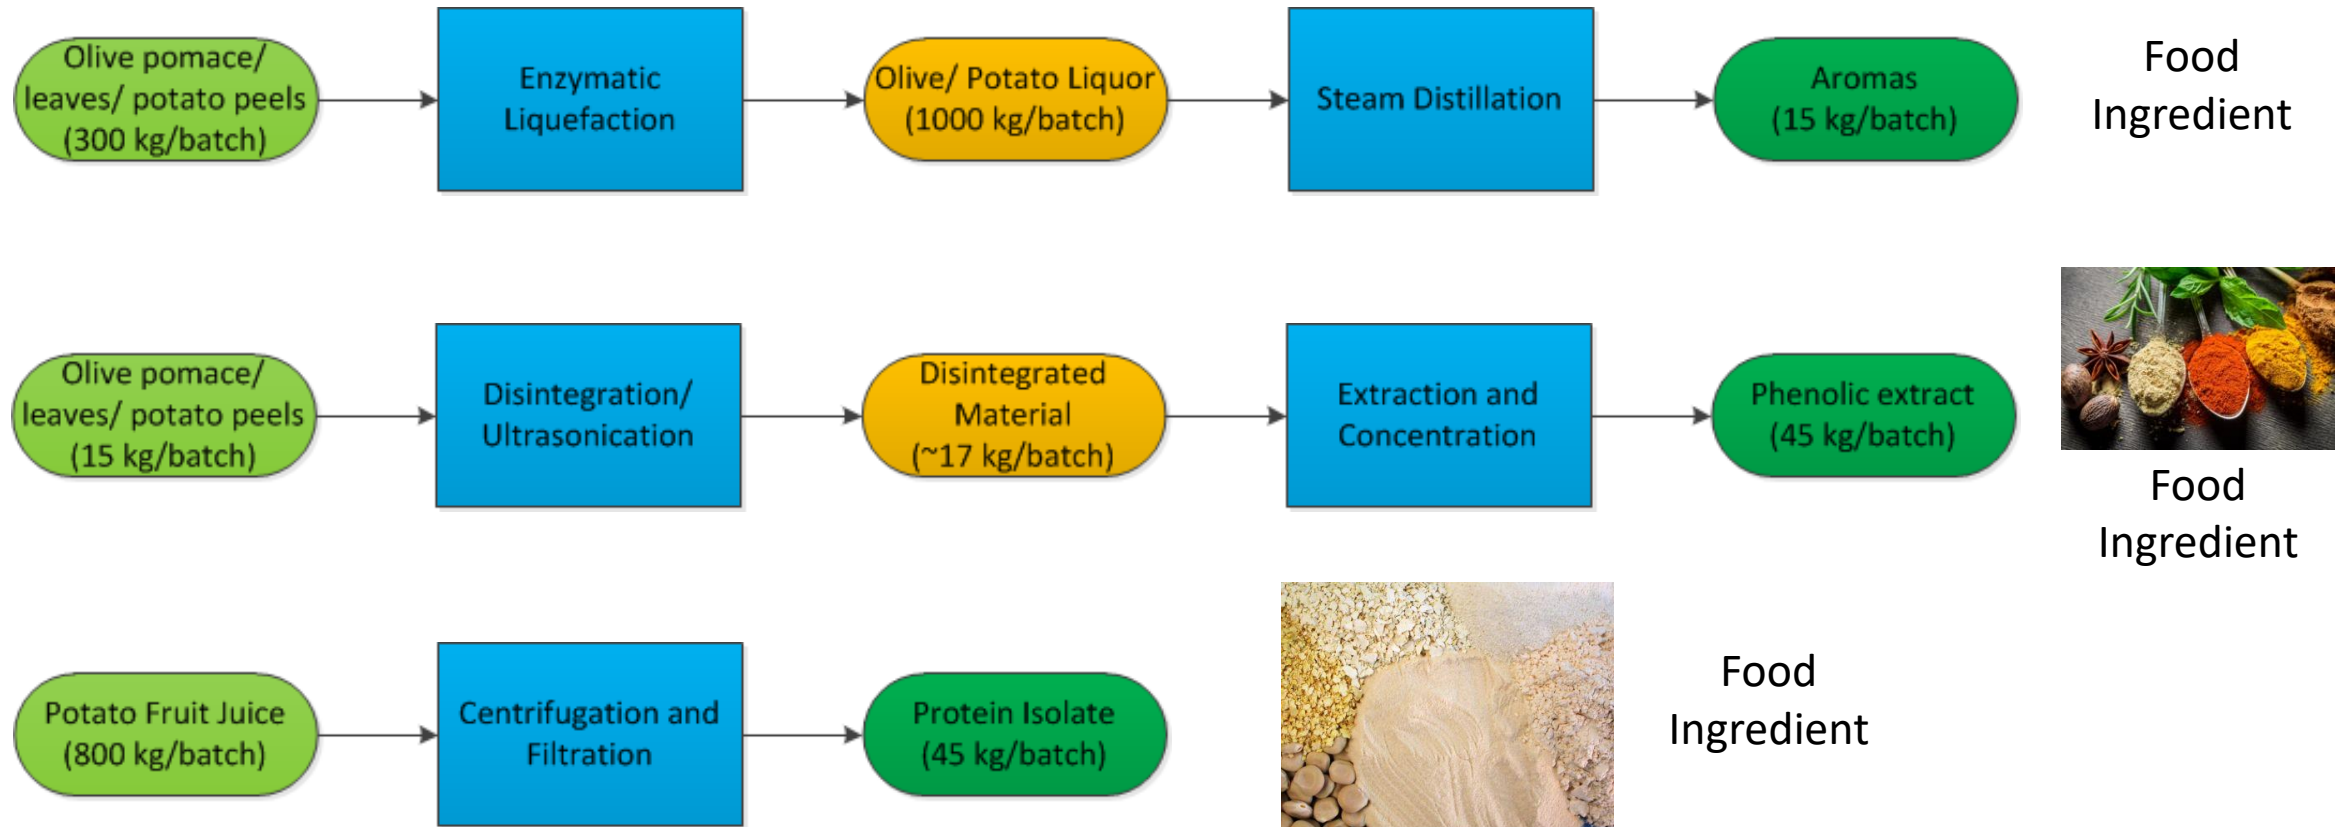 Olive pomace/
leaves/ potato peels
(300 kg/batch)
Enzymatic
Liquefaction
Olive/ Potato Liquor
(1000 kg/batch)
Steam Distillation
Aromas
(15 kg/batch)
Food
Ingredient
Olive pomace/
leaves/ potato peels
(15 kg/batch)
Disintegration/
Ultrasonication
Disintegrated
Material
(~17 kg/batch)
Extraction and
Concentration
Phenolic extract
(45 kg/batch)
Food
Ingredient
Potato Fruit Juice
(800 kg/batch)
Centrifugation and
Filtration
Protein Isolate
(45 kg/batch)
Food
Ingredient